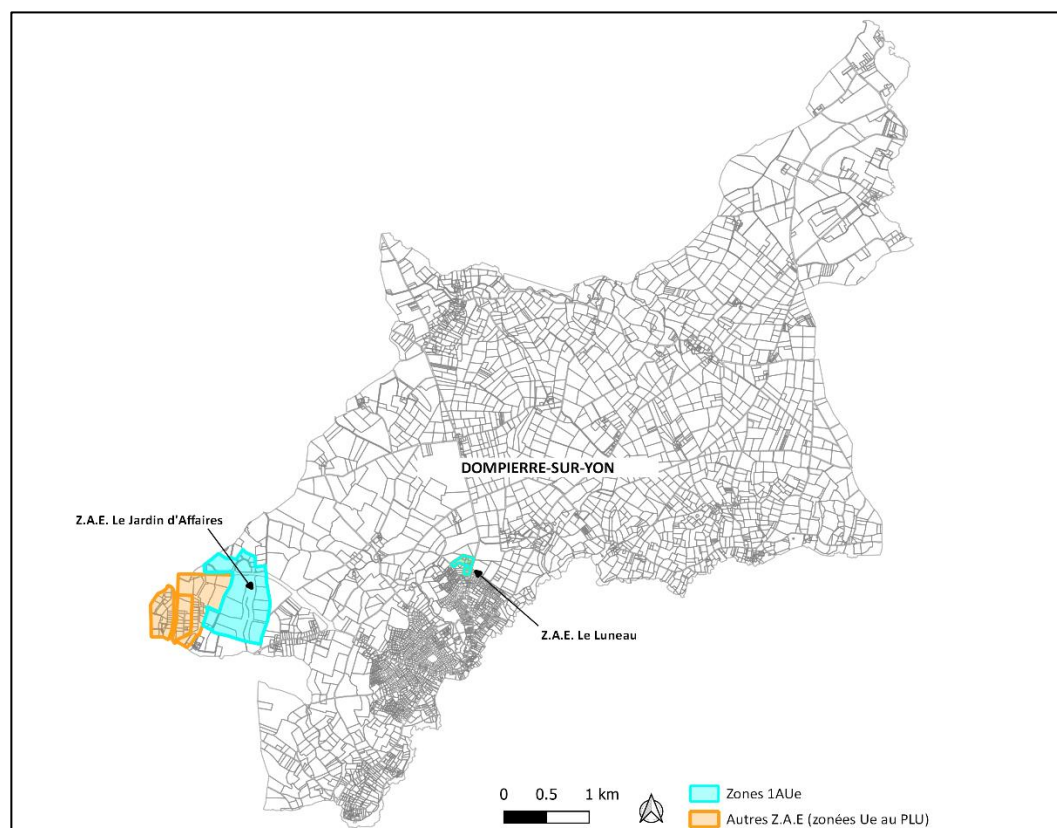 DOMPIERRE-SUR-YON
Z.A.E. Le Jardin d'Affaires
Z.A.E. Le Luneau
0 0.5 1 km
Zones 1AUe
Autres Z.A.E (zonées Ue au PLU)